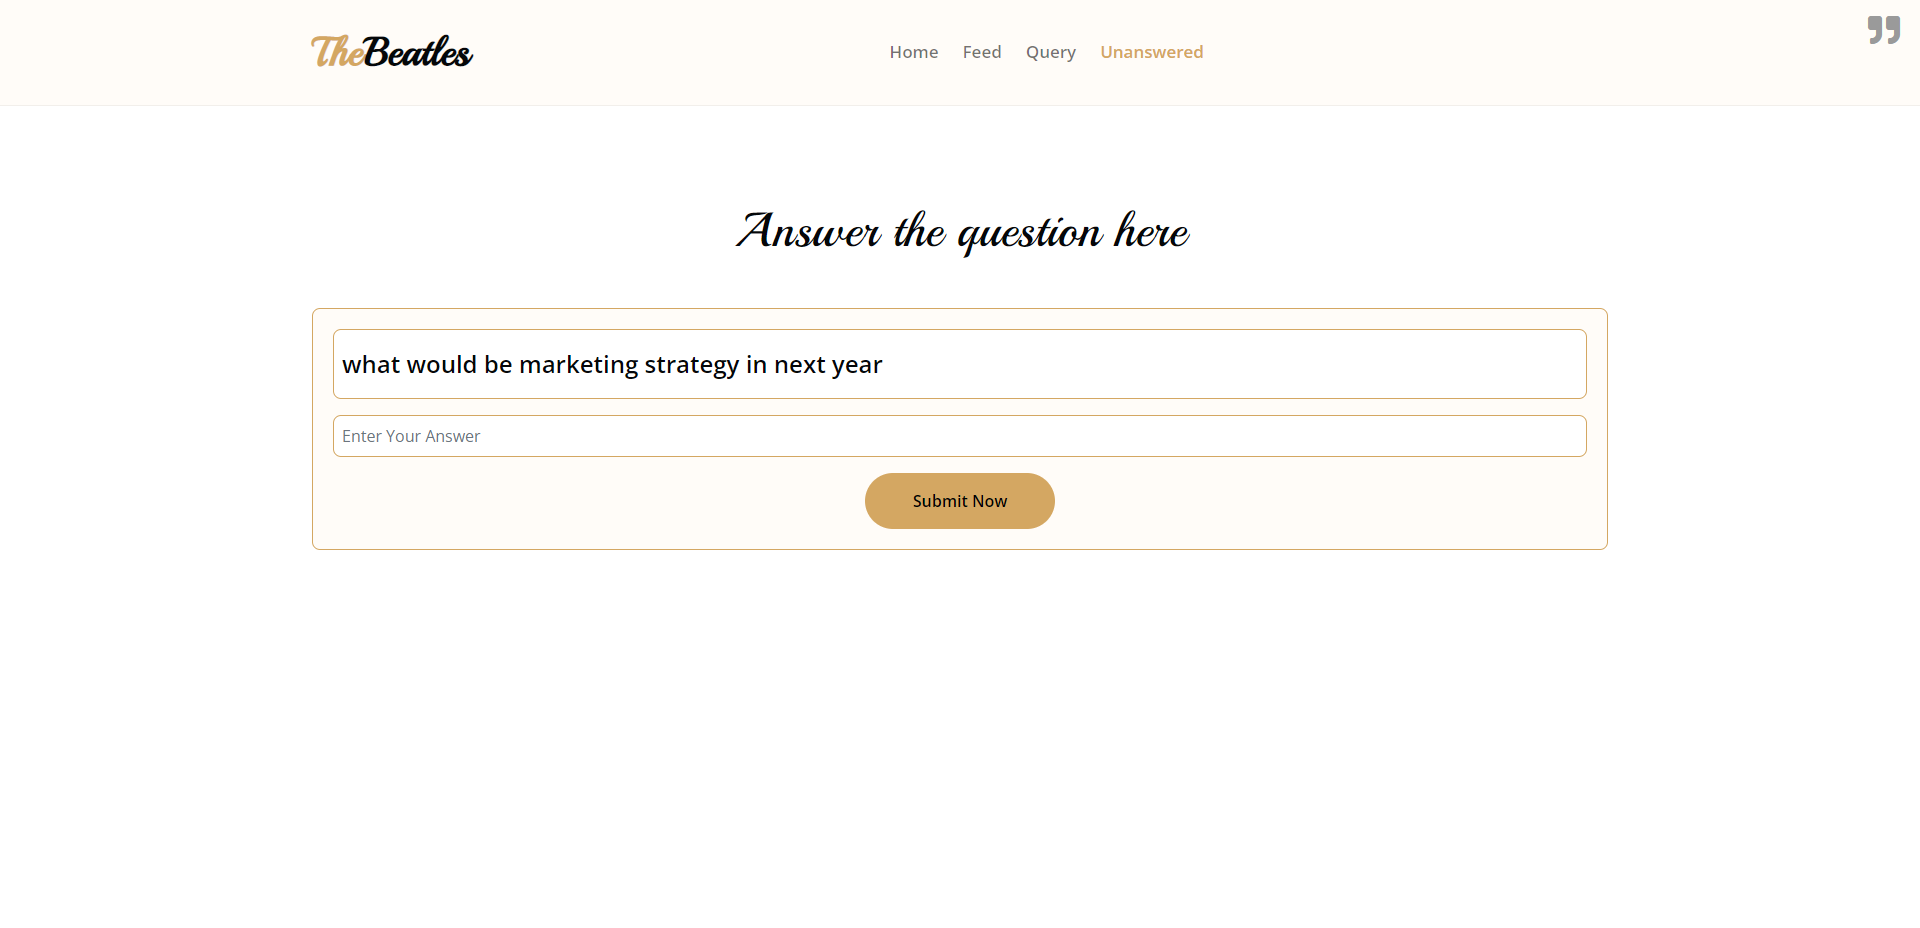 TheBeatles
Home Feed Query Unanswered
Answer the question here
what would be marketing strategy in next year
Enter Your Answer
Submit Now